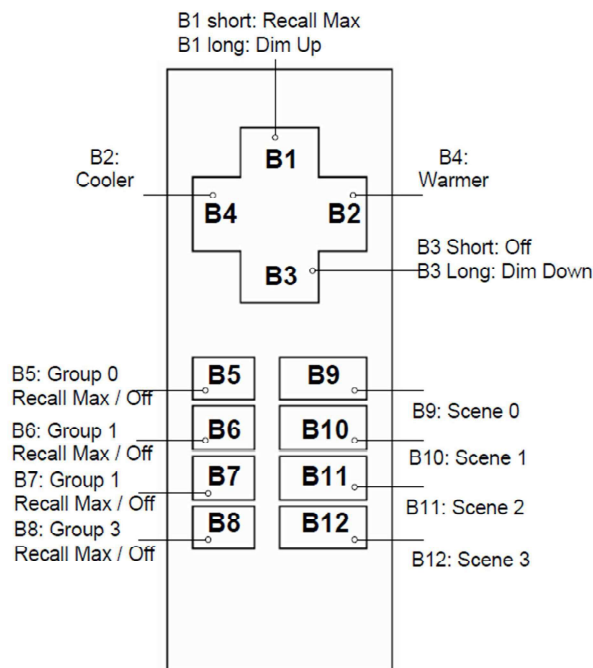 B1 short: Recall Max
B1 long: Dim Up
B2:
Cooler
B1
B4:
Warmer
B4
B2
B3
B3 Short: Off
B3 Long: Dim Down
B5: Group 0
Recall Max / Off
B5
B9
B9: Scene 0
B6: Group 1
Recall Max / Off
B6
B10
B10: Scene 1
B7: Group 1
Recall Max / Off
B7
B11
B11: Scene 2
B8: Group 3
Recall Max / Off
B8
B12
B12: Scene 3